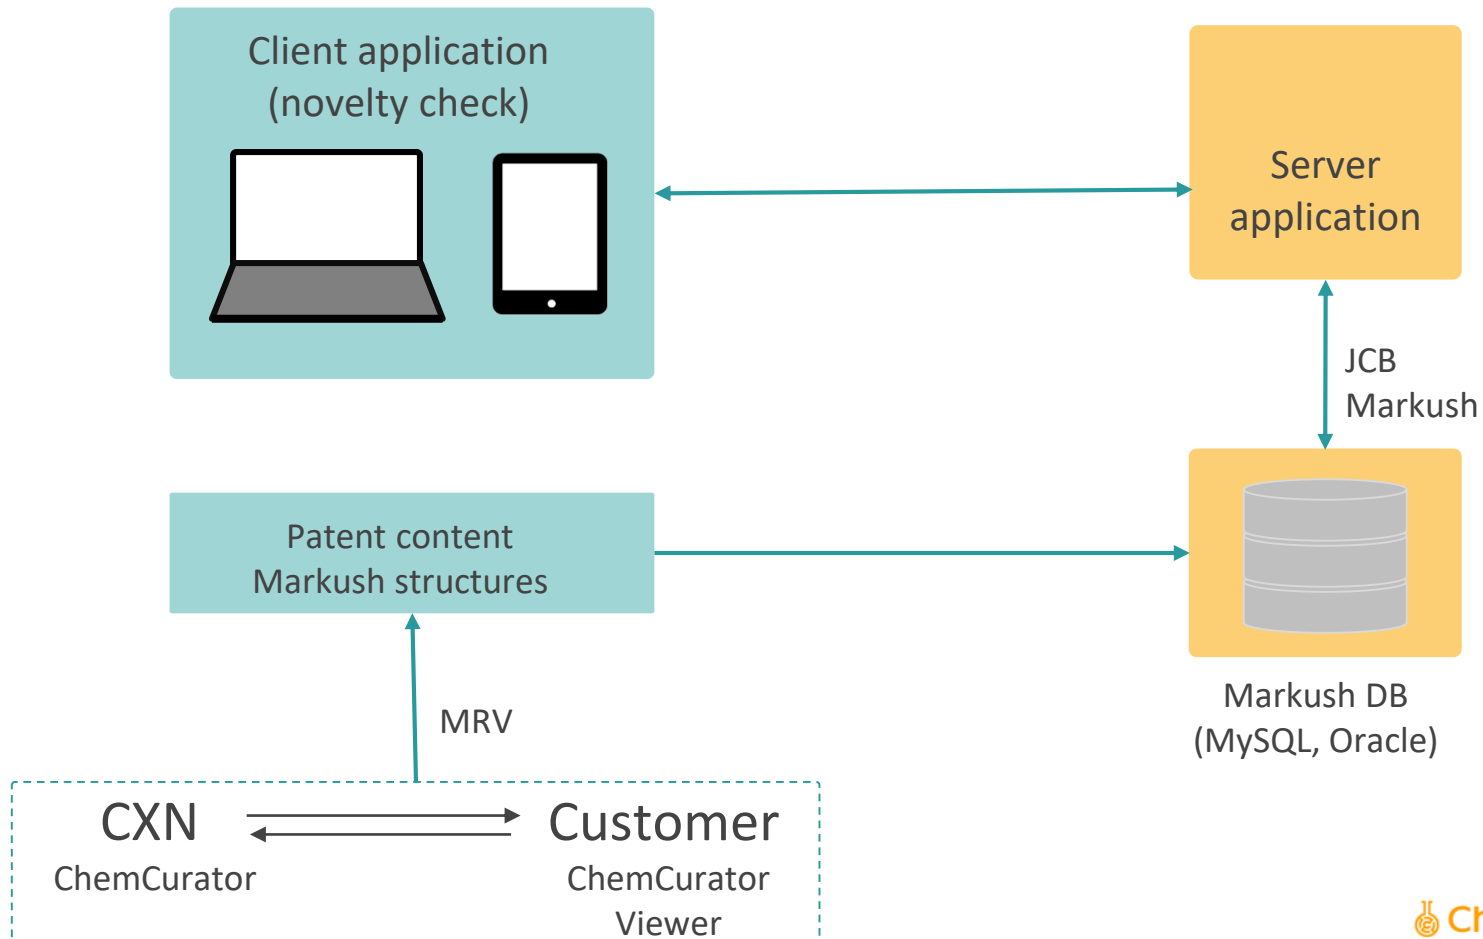 Client application
(novelty check)
Server
application
JCB
Markush
Patent content
Markush structures
Markush DB
(MySQL, Oracle)
MRV
CXN
Customer
ChemCurator
ChemCurator
Viewer